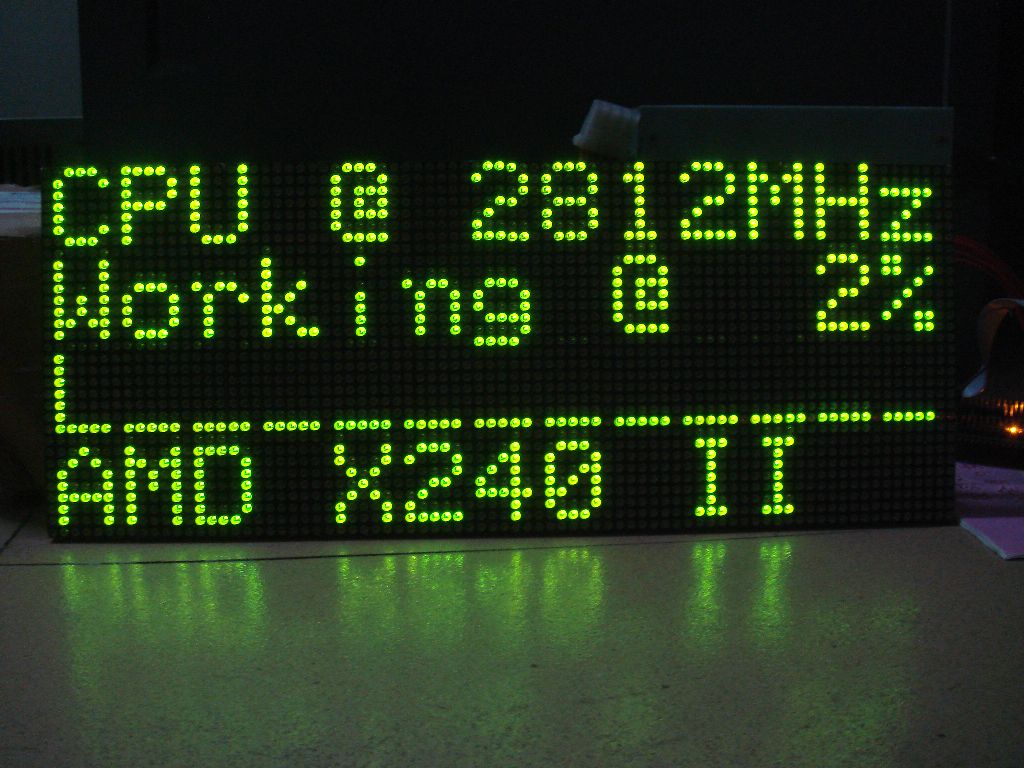 CPU @ 2812MHz
Working @ 2%
AMD X240 II